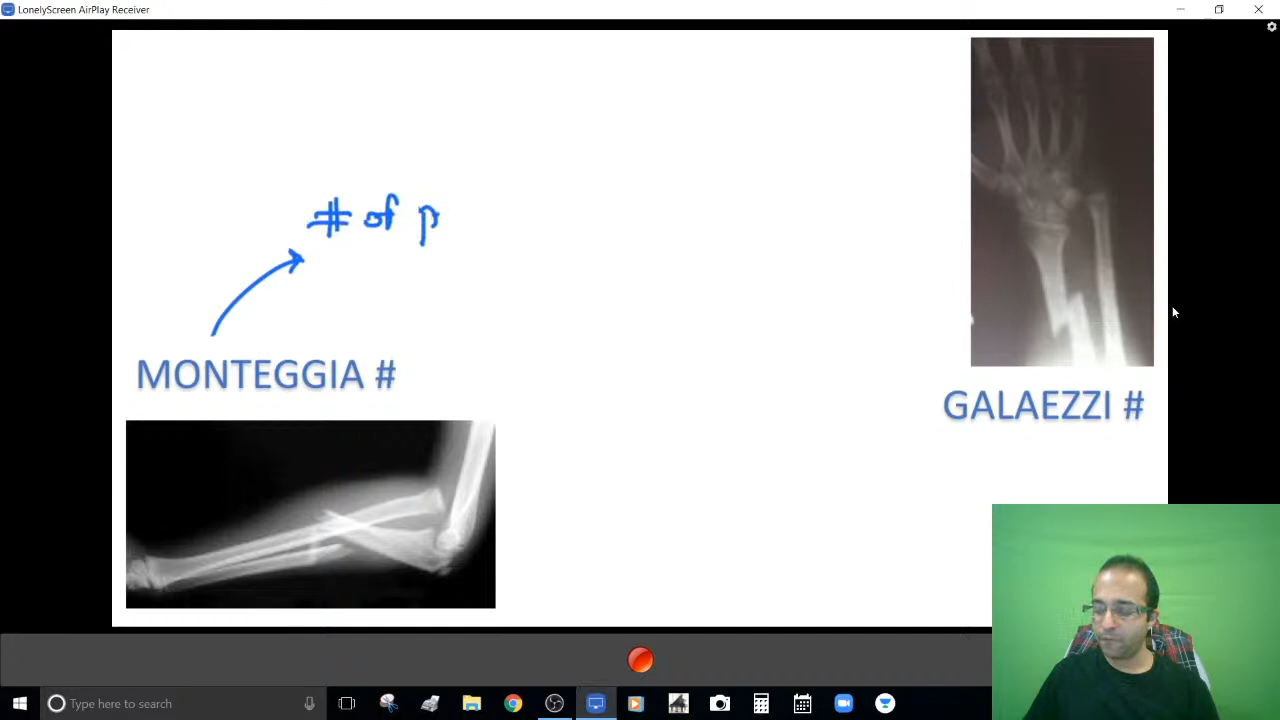 LonelyScreen AirPlay Receiver
# of p
MONTEGGIA #
GALAEZZI #
Type here to search